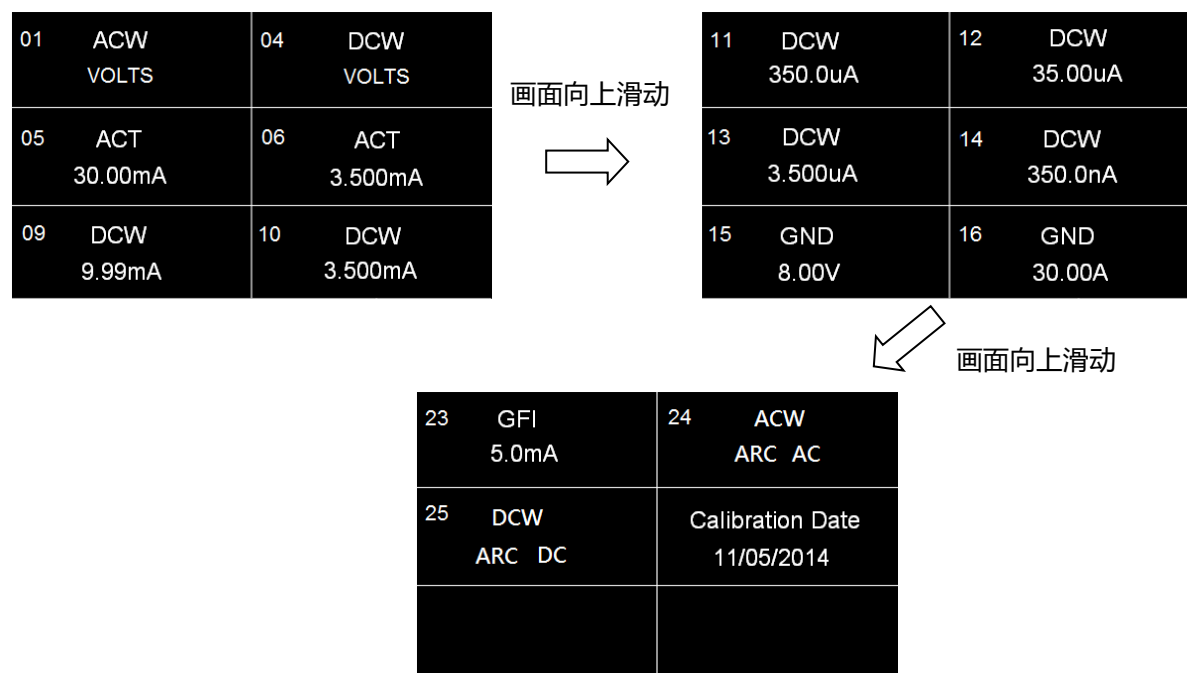 01 ACW
VOLTS
04 DCW
VOLTS
05 ACT
30.00mA
06 ACT
3.500mA
09 DCW
9.99mA
10 DCW
3.500mA
画面向上滑动
11 DCW
350.0uA
12 DCW
35.00uA
13 DCW
3.500uA
14 DCW
350.0nA
15 GND
8.00V
16 GND
30.00A
画面向上滑动
23 GFI
5.0mA
24 ACW
ARC AC
25 DCW
ARC DC
Calibration Date
11/05/2014